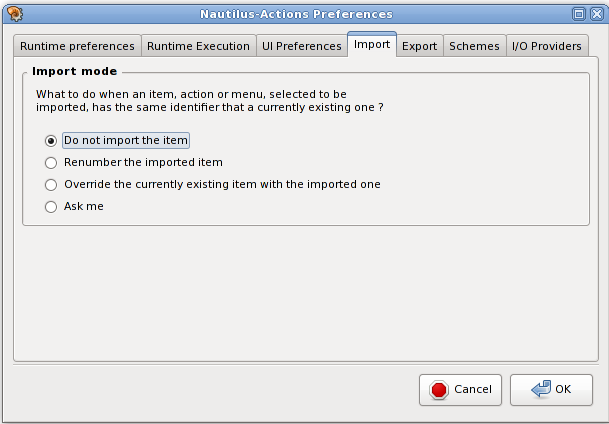 Nautilus-Actions Preferences
Runtime preferences Runtime Execution UI Preferences Import Export Schemes I/O Providers
Import mode
What to do when an item, action or menu, selected to be
imported, has the same identifier that a currently existing one ?
Do not import the item
Renumber the imported item
Override the currently existing item with the imported one
Ask me
Cancel OK